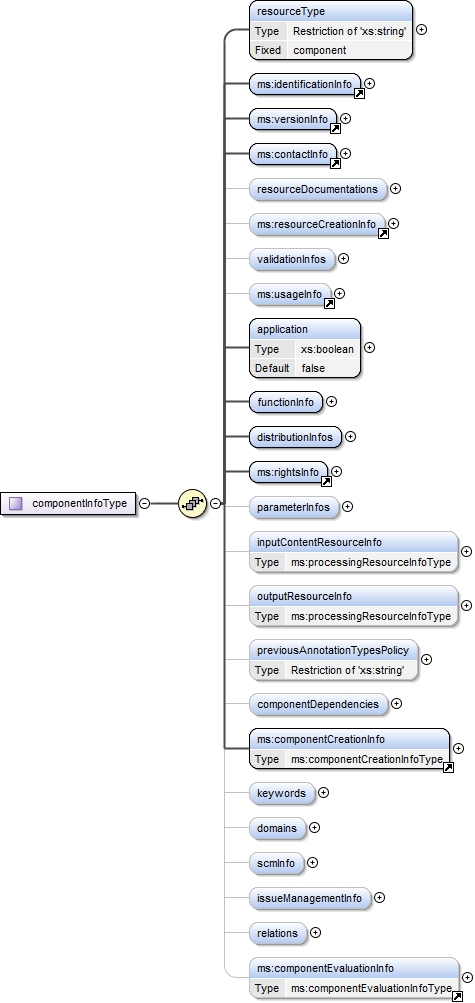 resourceType
Type Restriction of 'xs:string'
Fixed component
ms:identificationInfo
ms:versionInfo
ms:contactInfo
resourceDocumentations
ms:resourceCreationInfo
validationInfos
ms:usageInfo
application
Type xs:boolean
Default false
functionInfo
distributionInfos
ms:rightsInfo
componentInfoType
parameterInfos
inputContentResourceInfo
Type ms:processingResourceInfoType
outputResourceInfo
Type ms:processingResourceInfoType
previousAnnotationTypesPolicy
Type Restriction of 'xs:string'
componentDependencies
ms:componentCreationInfo
Type ms:componentCreationInfoType
keywords
domains
scmInfo
issueManagementInfo
relations
ms:componentEvaluationInfo
Type ms:componentEvaluationInfoType